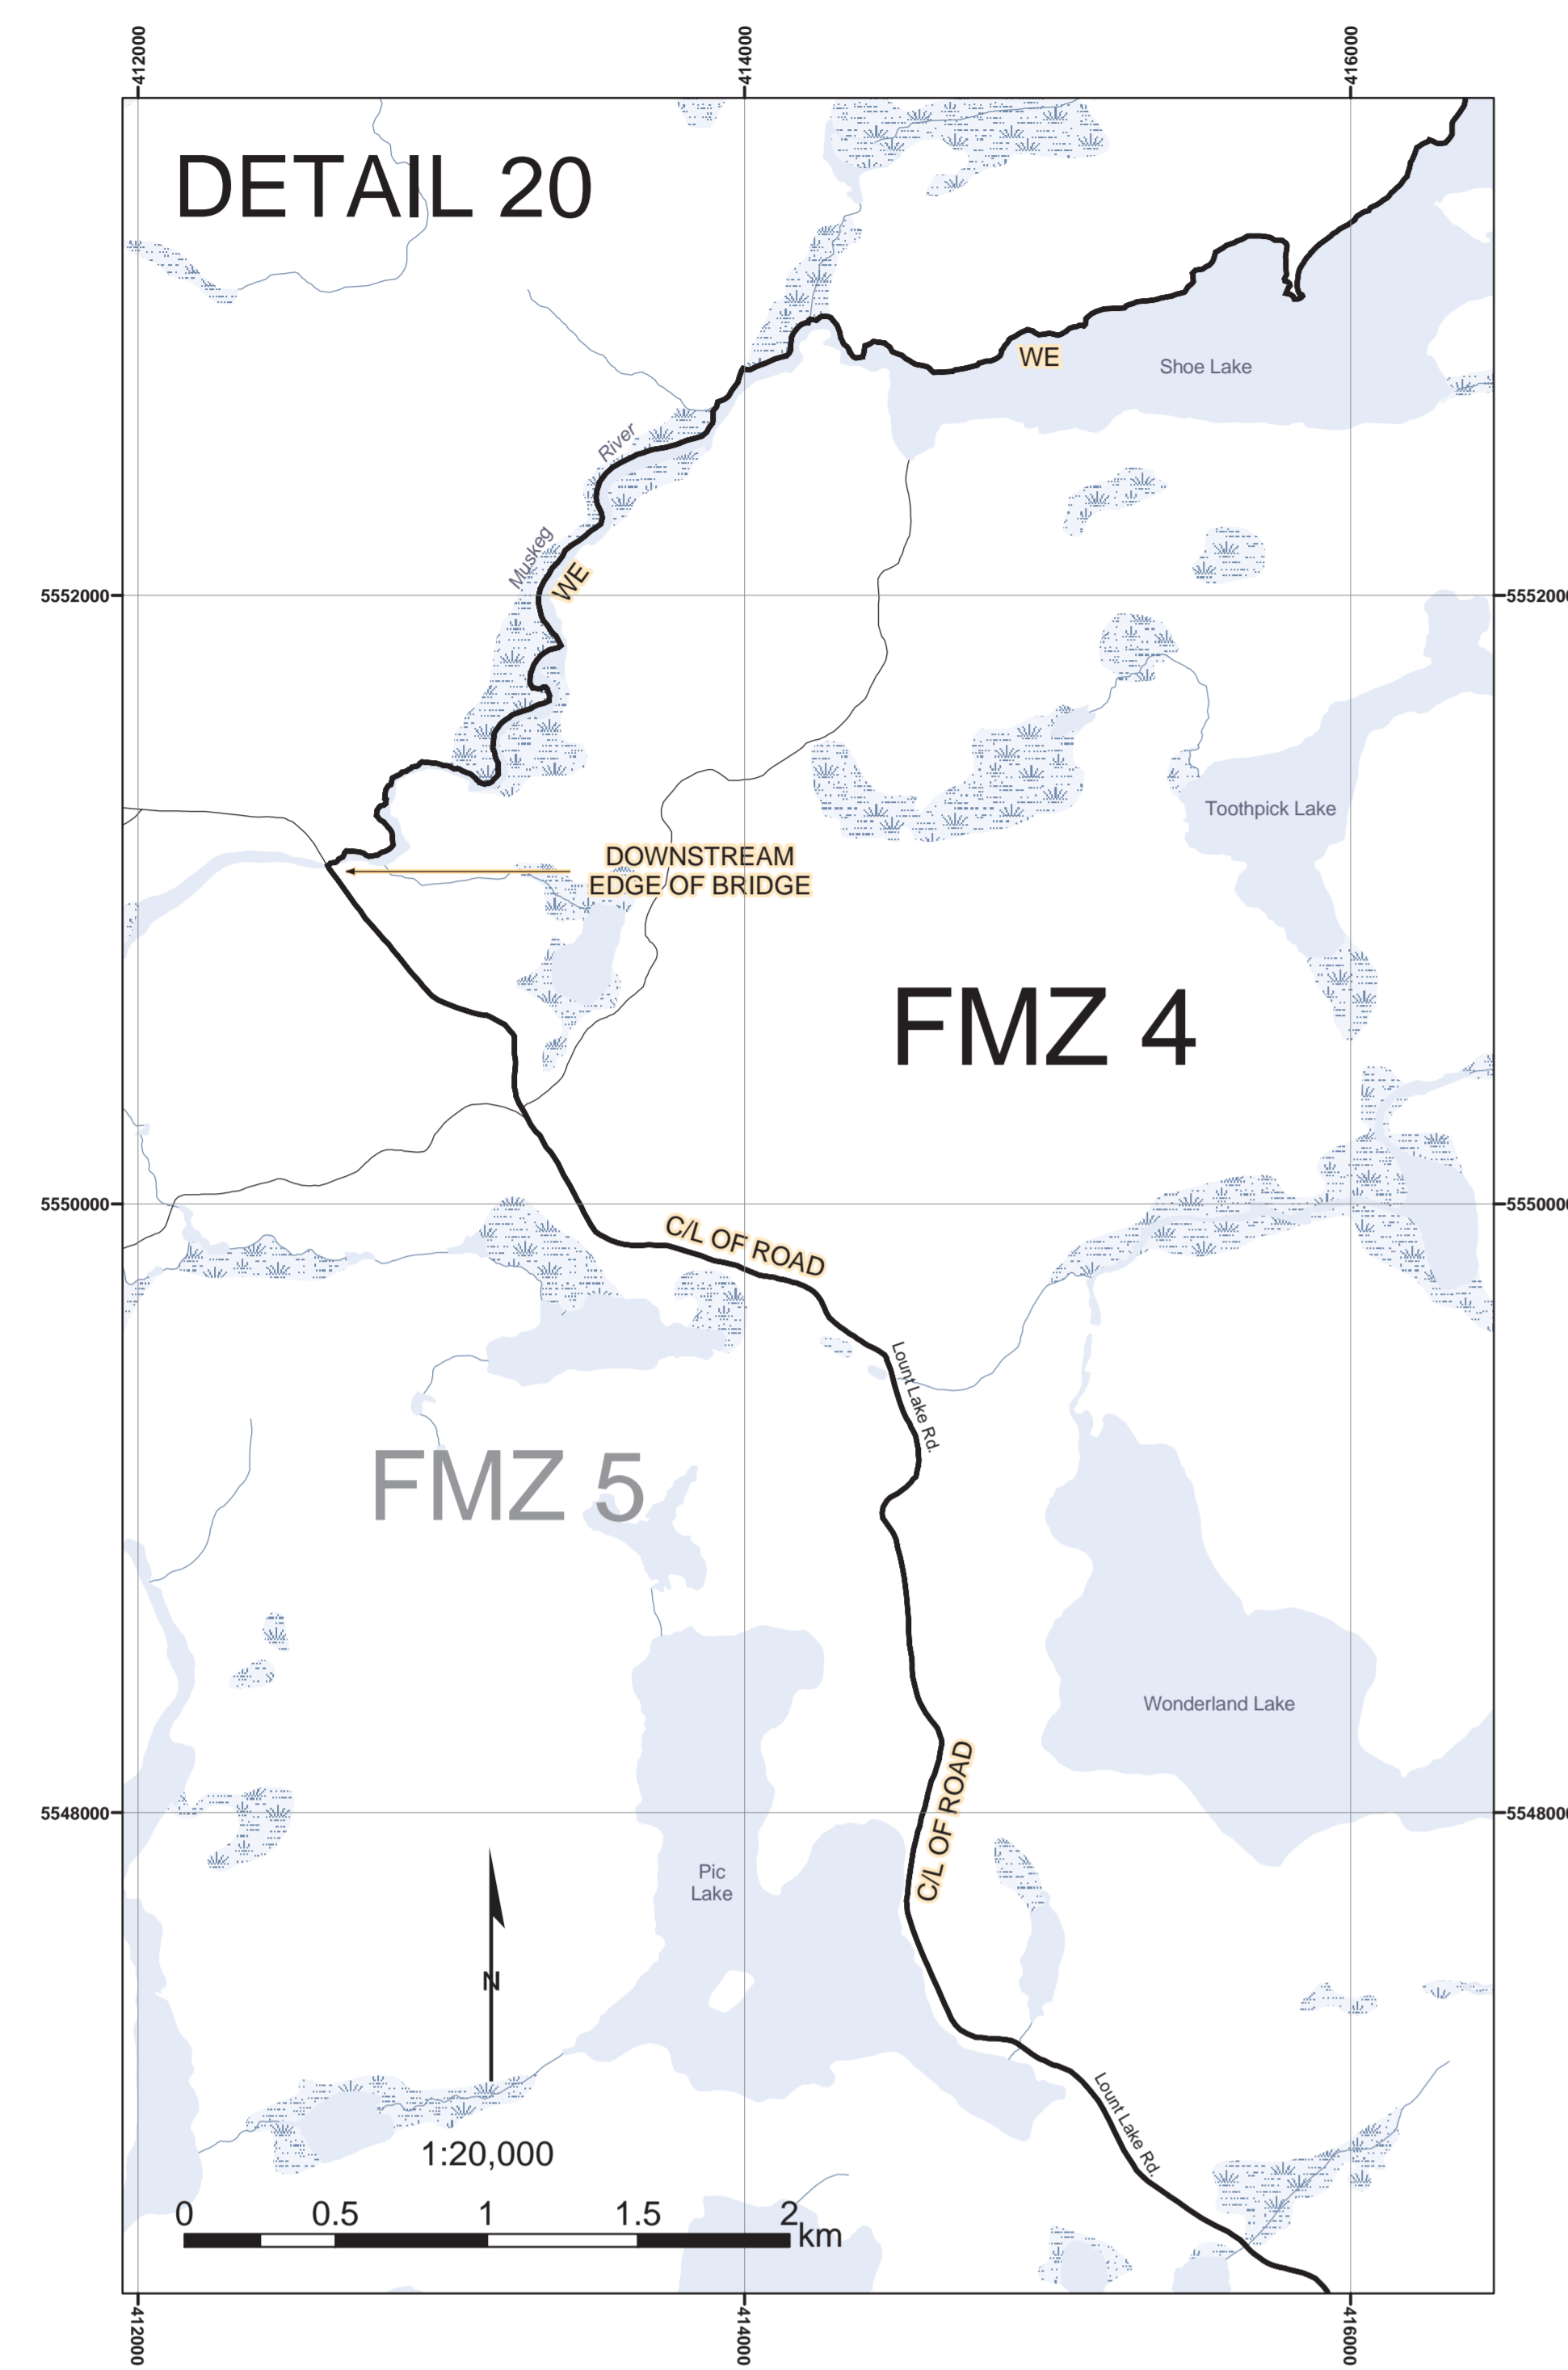 412000
414000
416000
DETAIL 20
WE
Shoe Lake
River
Muskeg
WE
5552000
5552000
Toothpick Lake
DOWNSTREAM
EDGE OF BRIDGE
FMZ 4
5550000
5550000
C/L OF ROAD
Lount Lake Rd.
FMZ 5
Wonderland Lake
C/L OF ROAD
5548000
5548000
Pic
Lake
N
Lount Lake Rd.
1:20,000
0 0.5 1 1.5 2 km
412000
414000
416000